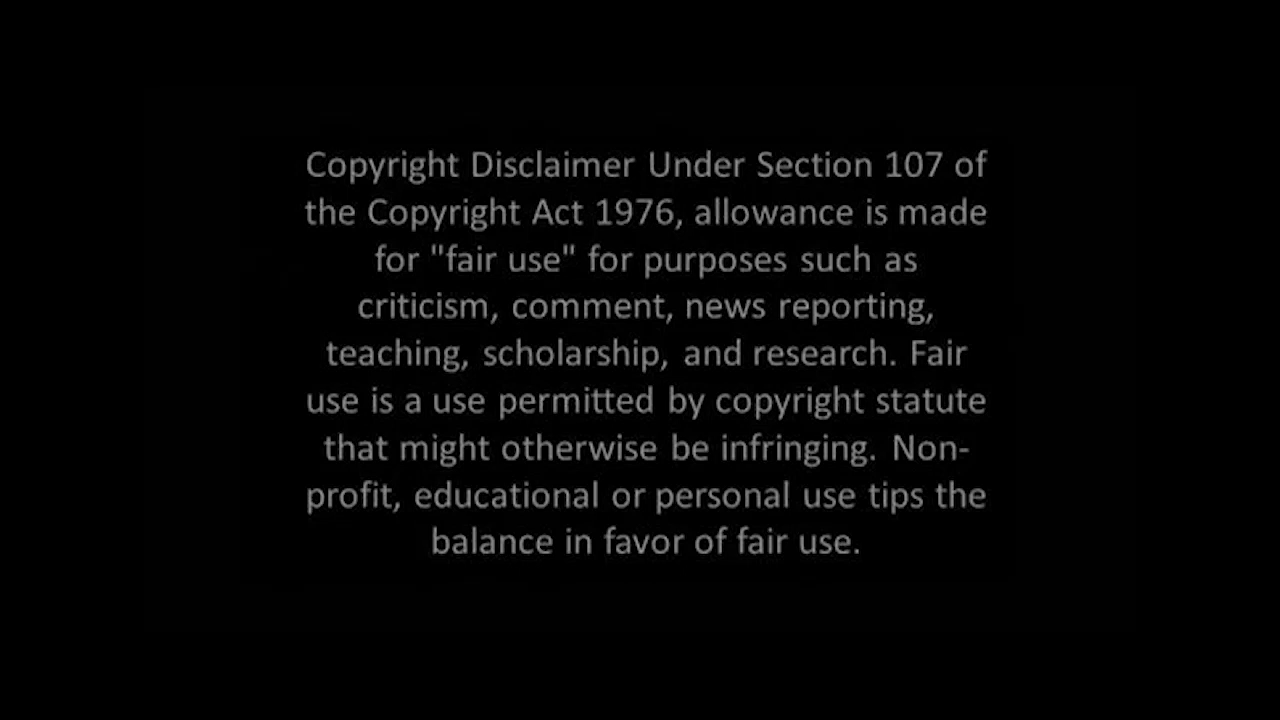 Copyright Disclaimer Under Section 107 of
the Copyright Act 1976, allowance is made
for "fair use" for purposes such as
criticism, comment, news reporting,
teaching, scholarship, and research. Fair
use is a use permitted by copyright statute
that might otherwise be infringing. Non-
profit, educational or personal use tips the
balance in favor of fair use.